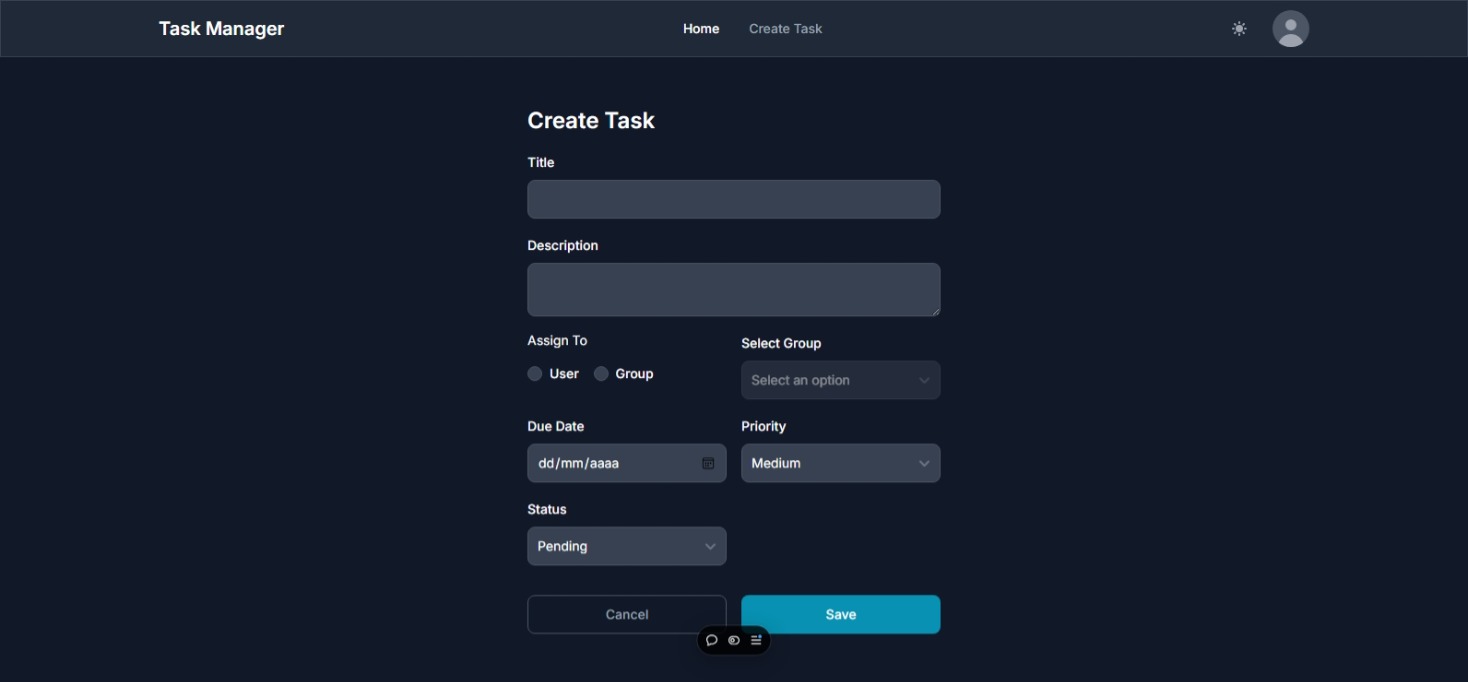 Task Manager
Home
Create Task
Create Task
Title
Description
Assign To
Select Group
User
Group
Select an option
Due Date
Priority
dd/mm/aaaa
Medium
Status
Pending
Cancel
Save